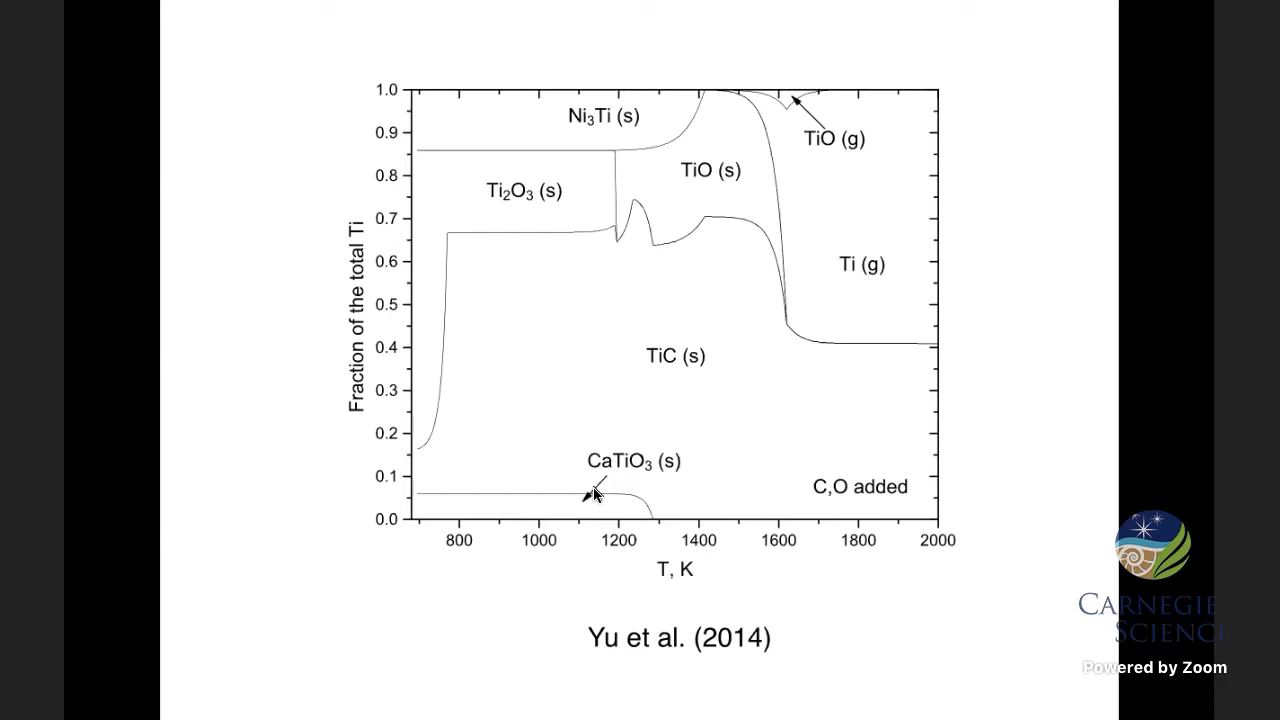 1.0
0.9
0.8
0.7
0.6
0.5
0.4
0.3
0.2
0.1
0.0
Fraction of the total Ti
Ni₃Ti (s)
TiO (g)
TiO (s)
Ti₂O₃ (s)
Ti (g)
TiC (s)
CaTiO₃ (s)
C,O added
800 1000 1200 1400 1600 1800 2000
T, K
Yu et al. (2014)
CARNEGIE
SCIENCE
Powered by Zoom